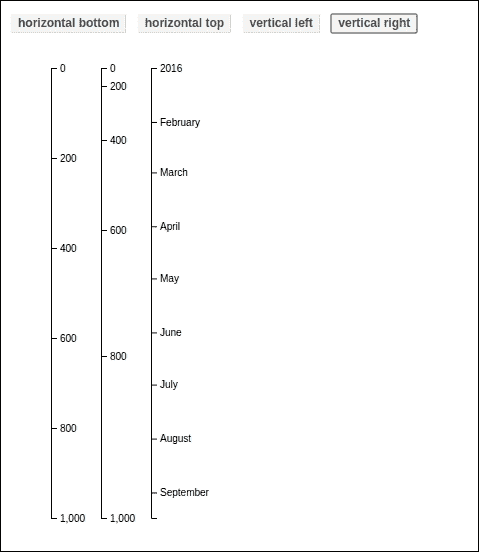 horizontal bottom horizontal top vertical left vertical right
0 0 2016
200
February
400
200 March
April
400 600
May
June
600
800
July
800 August
September
1,000 1,000